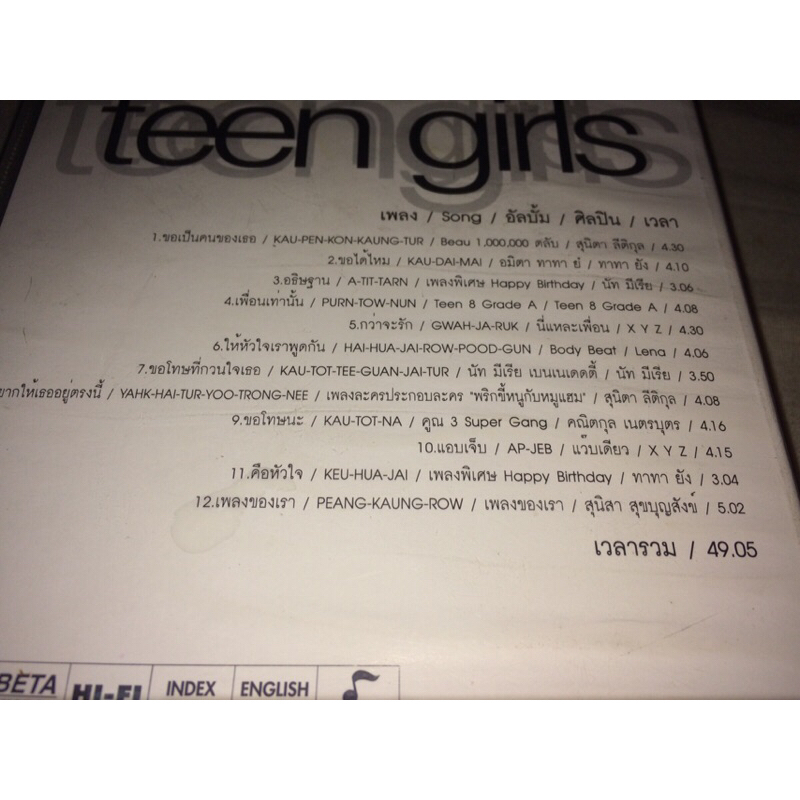 teen girls
เพลง / Song / อัลบั้ม / ศิลปิน / เวลา
1.ขอเป็นคนของเธอ / KAU-PEN-KON-KAUNG-TUR / Beau 1,000,000 ตลับ / สุนิตา ลีติกุล / 4.30
2.ขอได้ไหม / KAU-DAI-MAI / อมิตา ทาทา ยั / ทาทา ยัง / 4.10
3.อธิษฐาน / A-TIT-TARN / เพลงพิเศษ Happy Birthday / นัท มีเรีย / 3.06
4.เพื่อนเท่านั้น / PURN-TOW-NUN / Teen 8 Grade A / Teen 8 Grade A / 4.08
5.กว่าจะรัก / GWAH-JA-RUK / นี่แหละเพื่อน / X Y Z / 4.30
6.ให้หัวใจเราพูดกัน / HAI-HUA-JAI-ROW-POOD-GUN / Body Beat / Lena / 4.06
7.ขอโทษที่กวนใจเธอ / KAU-TOT-TEE-GUAN-JAI-TUR / นัท มีเรีย เบนเนเดดตี้ / นัท มีเรีย / 3.50
ยากให้เธออยู่ตรงนี้ / YAHK-HAI-TUR-YOO-TRONG-NEE / เพลงละครประกอบละคร "พริกขี้หนูกับหมูแฮม" / สุนิตา ลีติกุล / 4.08
9.ขอโทษนะ / KAU-TOT-NA / คูณ 3 Super Gang / คณิตกุล เนตรบุตร / 4.16
10.แอบเจ็บ / AP-JEB / แว๊บเดียว / X Y Z / 4.15
11.คือหัวใจ / KEU-HUA-JAI / เพลงพิเศษ Happy Birthday / ทาทา ยัง / 3.04
12.เพลงของเรา / PEANG-KAUNG-ROW / เพลงของเรา / สุนิสา สุขบุญสังข์ / 5.02
เวลารวม / 49.05
BETA HI-FI INDEX ENGLISH